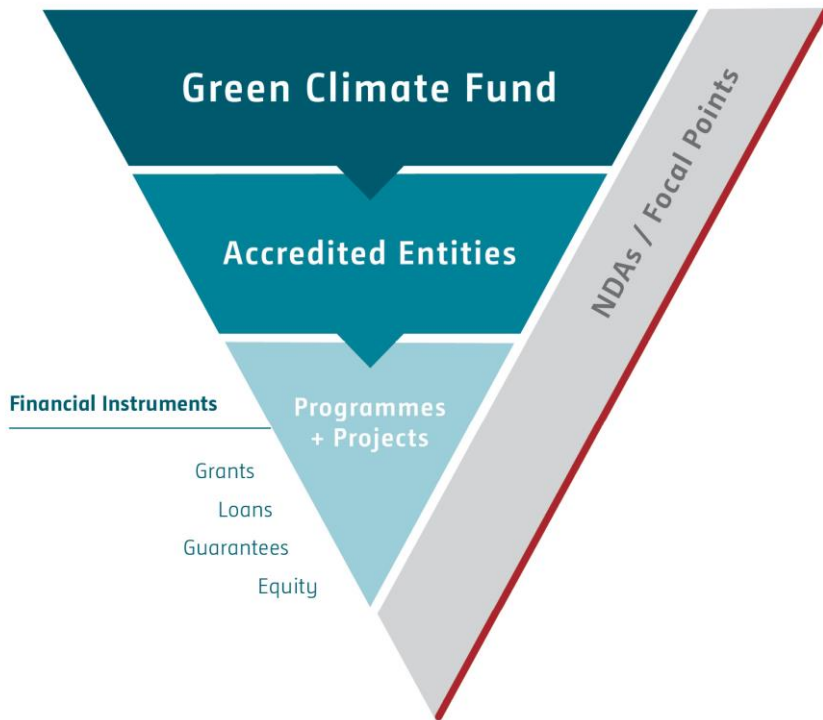 Green Climate Fund
NDAs / Focal Points
Accredited Entities
Programmes
+ Projects
Financial Instruments
Grants
Loans
Guarantees
Equity